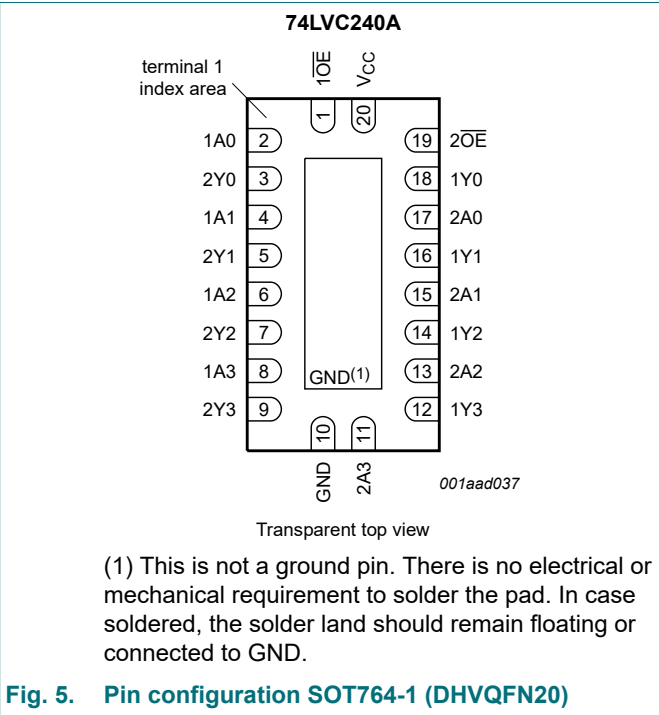 74LVC240A
terminal 1
index area
1O̅E̅
VCC
1
20
1A0 2
19 2O̅E̅
2Y0 3
18 1Y0
1A1 4
17 2A0
2Y1 5
16 1Y1
1A2 6
15 2A1
2Y2 7
14 1Y2
1A3 8
13 2A2
2Y3 9
12 1Y3
GND(1)
10
11
GND
2A3
001aad037
Transparent top view
(1) This is not a ground pin. There is no electrical or
mechanical requirement to solder the pad. In case
soldered, the solder land should remain floating or
connected to GND.
Fig. 5. Pin configuration SOT764-1 (DHVQFN20)